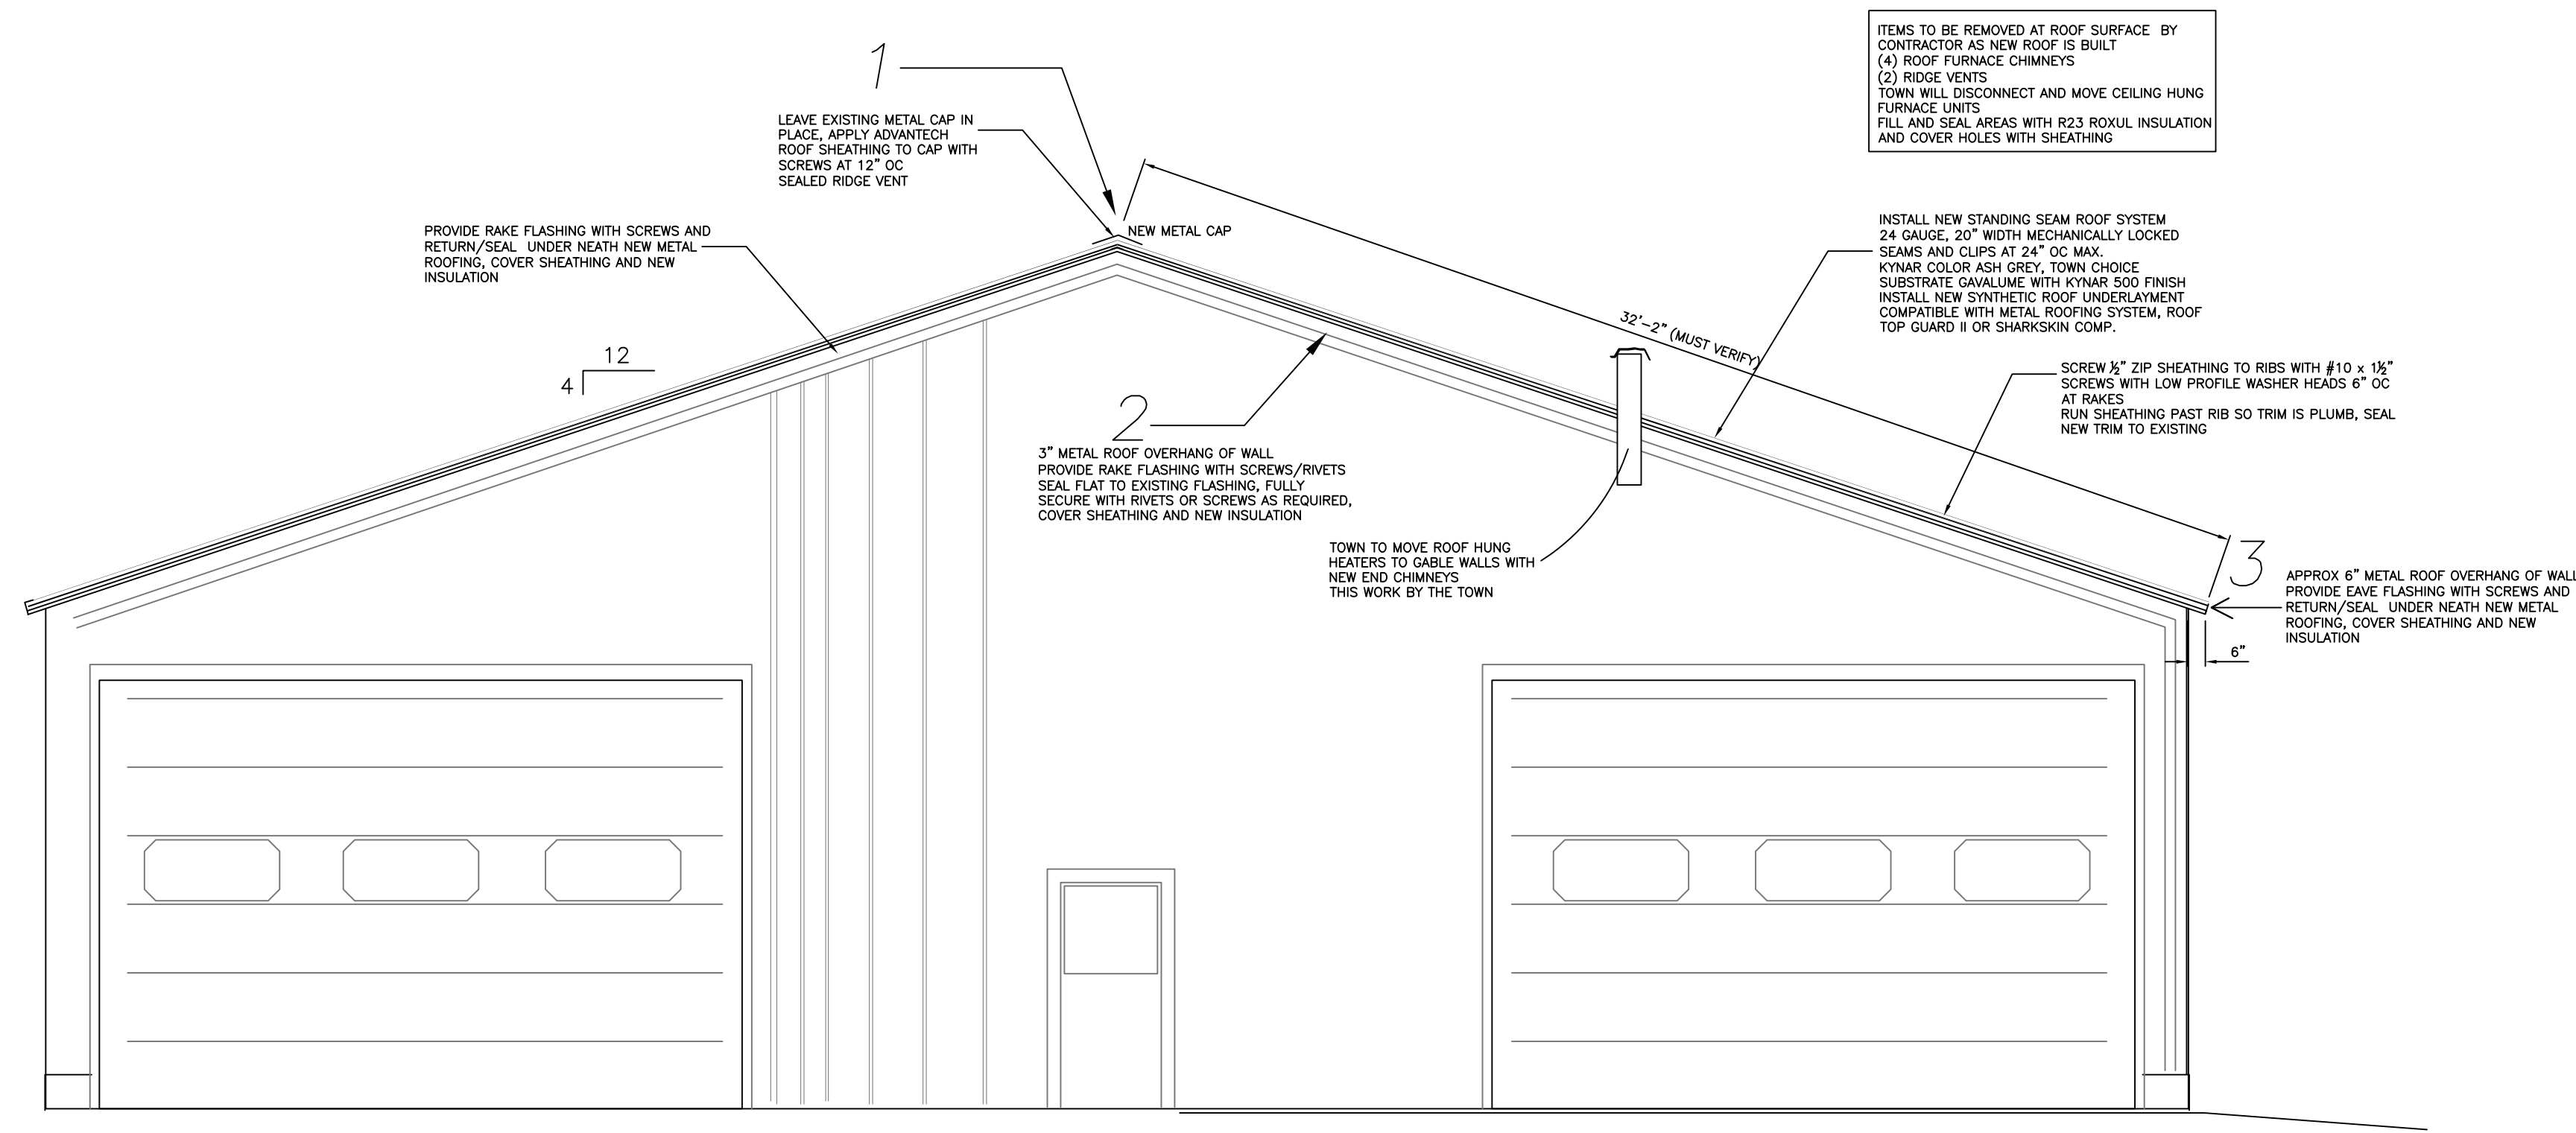 ITEMS TO BE REMOVED AT ROOF SURFACE BY
CONTRACTOR AS NEW ROOF IS BUILT
(4) ROOF FURNACE CHIMNEYS
(2) RIDGE VENTS
TOWN WILL DISCONNECT AND MOVE CEILING HUNG
FURNACE UNITS
FILL AND SEAL AREAS WITH R23 ROXUL INSULATION
AND COVER HOLES WITH SHEATHING
1
LEAVE EXISTING METAL CAP IN
PLACE, APPLY ADVANTECH
ROOF SHEATHING TO CAP WITH
SCREWS AT 12" OC
SEALED RIDGE VENT
NEW METAL CAP
PROVIDE RAKE FLASHING WITH SCREWS AND
RETURN/SEAL UNDER NEATH NEW METAL
ROOFING, COVER SHEATHING AND NEW
INSULATION
INSTALL NEW STANDING SEAM ROOF SYSTEM
24 GAUGE, 20" WIDTH MECHANICALLY LOCKED
SEAMS AND CLIPS AT 24" OC MAX.
KYNAR COLOR ASH GREY, TOWN CHOICE
SUBSTRATE GAVALUME WITH KYNAR 500 FINISH
INSTALL NEW SYNTHETIC ROOF UNDERLAYMENT
COMPATIBLE WITH METAL ROOFING SYSTEM, ROOF
TOP GUARD II OR SHARKSKIN COMP.
32'-2" (MUST VERIFY)
12
4
SCREW ½" ZIP SHEATHING TO RIBS WITH #10 x 1½"
SCREWS WITH LOW PROFILE WASHER HEADS 6" OC
AT RAKES
RUN SHEATHING PAST RIB SO TRIM IS PLUMB, SEAL
NEW TRIM TO EXISTING
2
3" METAL ROOF OVERHANG OF WALL
PROVIDE RAKE FLASHING WITH SCREWS/RIVETS
SEAL FLAT TO EXISTING FLASHING, FULLY
SECURE WITH RIVETS OR SCREWS AS REQUIRED,
COVER SHEATHING AND NEW INSULATION
TOWN TO MOVE ROOF HUNG
HEATERS TO GABLE WALLS WITH
NEW END CHIMNEYS
THIS WORK BY THE TOWN
3
APPROX 6" METAL ROOF OVERHANG OF WALL
PROVIDE EAVE FLASHING WITH SCREWS AND
RETURN/SEAL UNDER NEATH NEW METAL
ROOFING, COVER SHEATHING AND NEW
INSULATION
6"